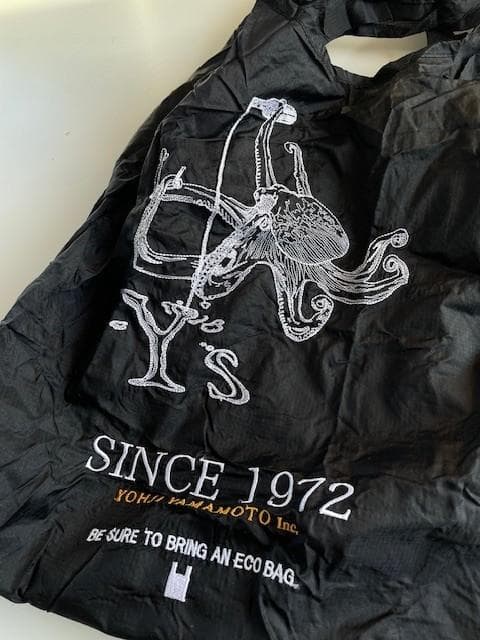 Y's
SINCE 1972
YOHJI YAMAMOTO Inc.
BE SURE TO BRING AN ECO BAG.